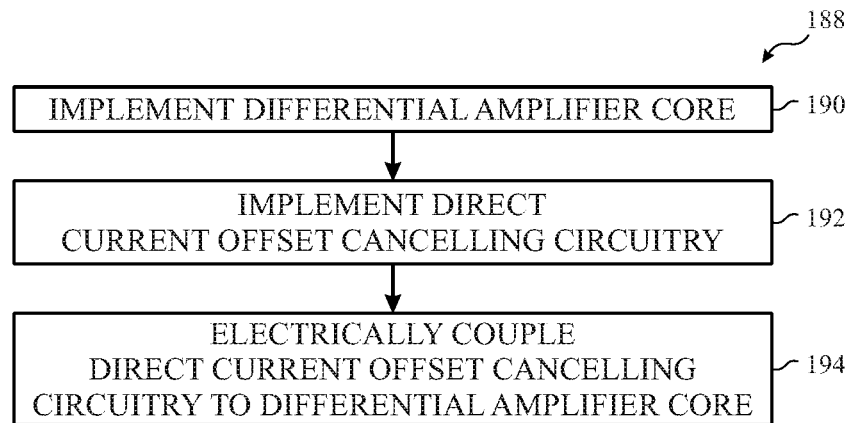 188
IMPLEMENT DIFFERENTIAL AMPLIFIER CORE
190
IMPLEMENT DIRECT
CURRENT OFFSET CANCELLING CIRCUITRY
192
ELECTRICALLY COUPLE
DIRECT CURRENT OFFSET CANCELLING
CIRCUITRY TO DIFFERENTIAL AMPLIFIER CORE
194